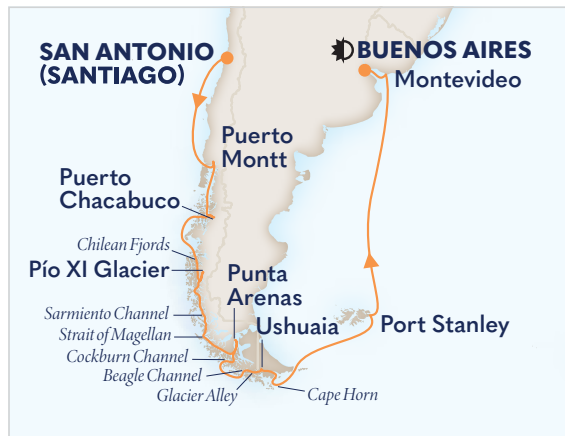 SAN ANTONIO
(SANTIAGO)
BUENOS AIRES
Montevideo
Puerto
Montt
Puerto
Chacabuco
Chilean Fjords
Pío XI Glacier
Punta
Arenas
Sarmiento Channel
Ushuaia
Port Stanley
Strait of Magellan
Cockburn Channel
Beagle Channel
Glacier Alley
Cape Horn